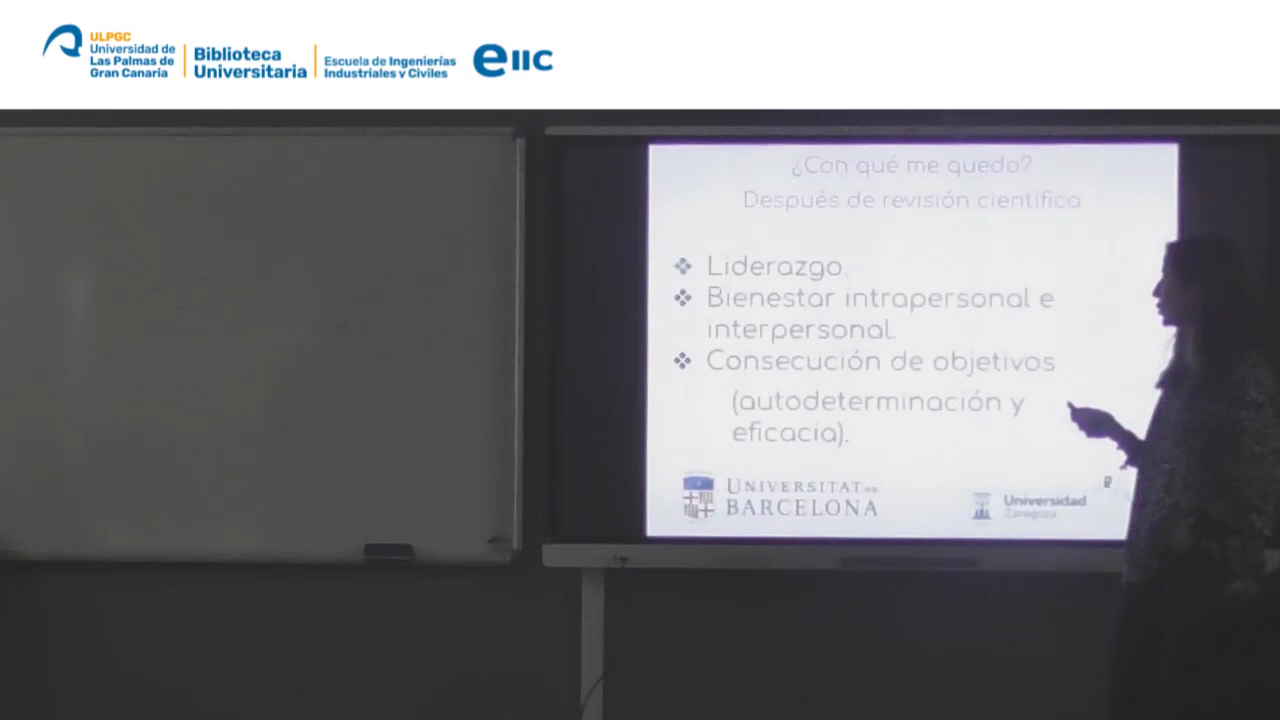 ULPGC
Universidad de
Las Palmas de
Gran Canaria
Biblioteca
Universitaria
Escuela de Ingenierías
Industriales y Civiles
eIIC
¿Con qué me quedo?
Después de revisión científica
❖ Liderazgo
❖ Bienestar intrapersonal e
interpersonal.
❖ Consecución de objetivos
(autodeterminación y
eficacia).
UNIVERSITAT DE
BARCELONA
Universidad
Zaragoza